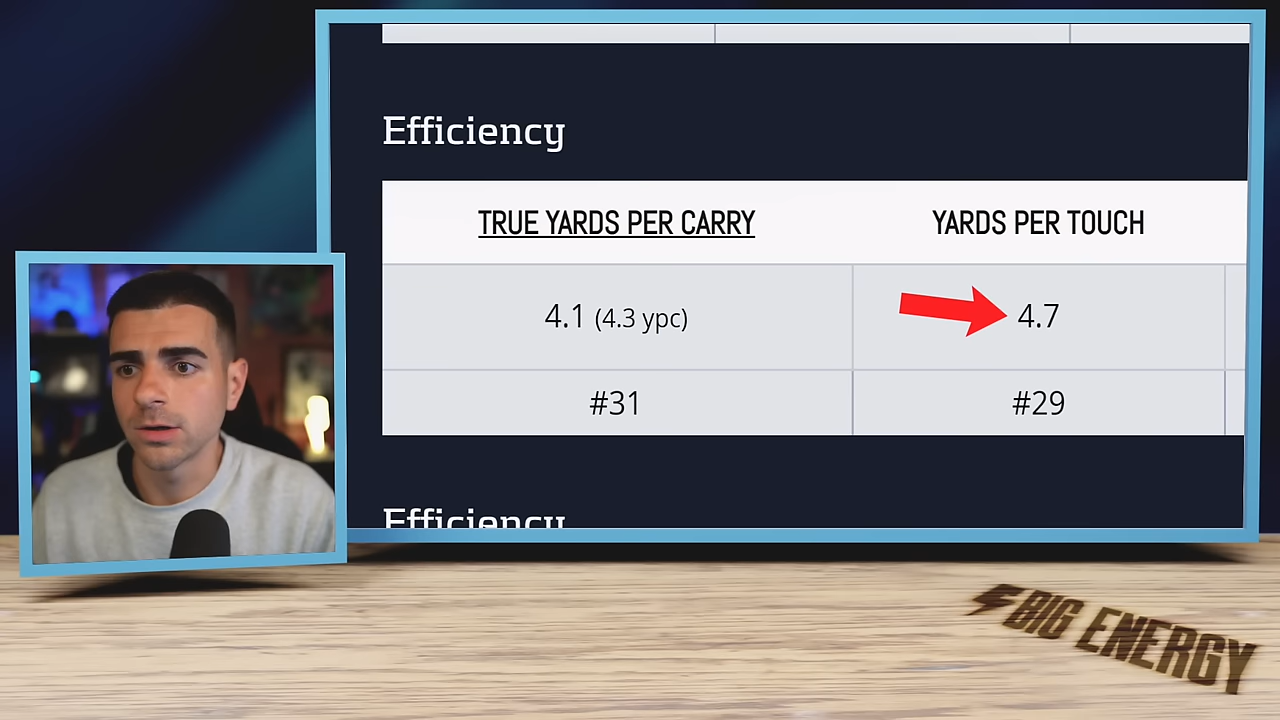 Efficiency
TRUE YARDS PER CARRY YARDS PER TOUCH
4.1 (4.3 ypc) 4.7
#31 #29
Efficiency
BIG ENERGY